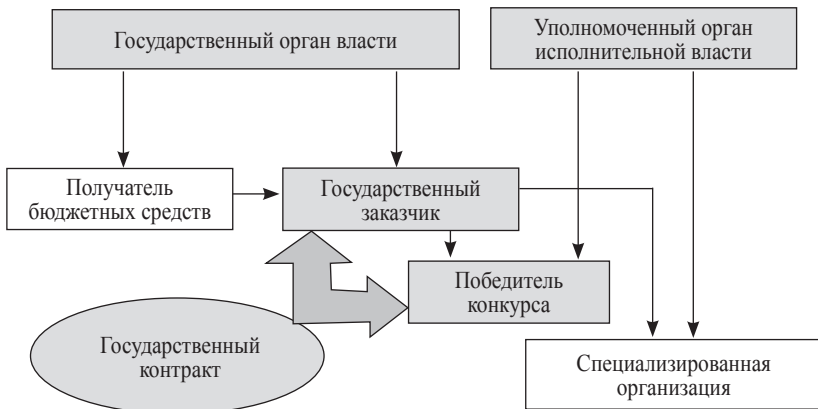 Государственный орган власти
Уполномоченный орган
исполнительной власти
Получатель
бюджетных средств
Государственный
заказчик
Победитель
конкурса
Государственный
контракт
Специализированная
организация